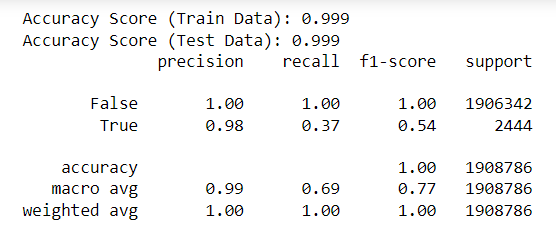 Accuracy Score (Train Data): 0.999
Accuracy Score (Test Data): 0.999
precision recall f1-score support
False 1.00 1.00 1.00 1906342
True 0.98 0.37 0.54 2444
accuracy 1.00 1908786
macro avg 0.99 0.69 0.77 1908786
weighted avg 1.00 1.00 1.00 1908786